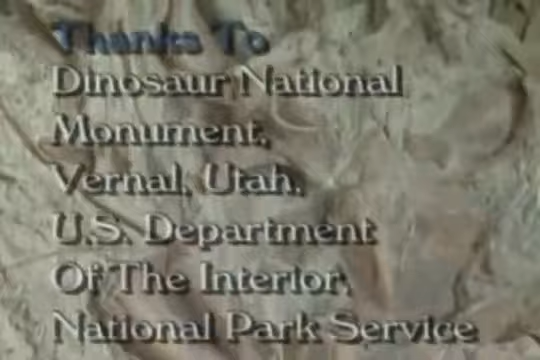 Thanks To
Dinosaur National
Monument,
Vernal, Utah,
U.S. Department
Of The Interior,
National Park Service